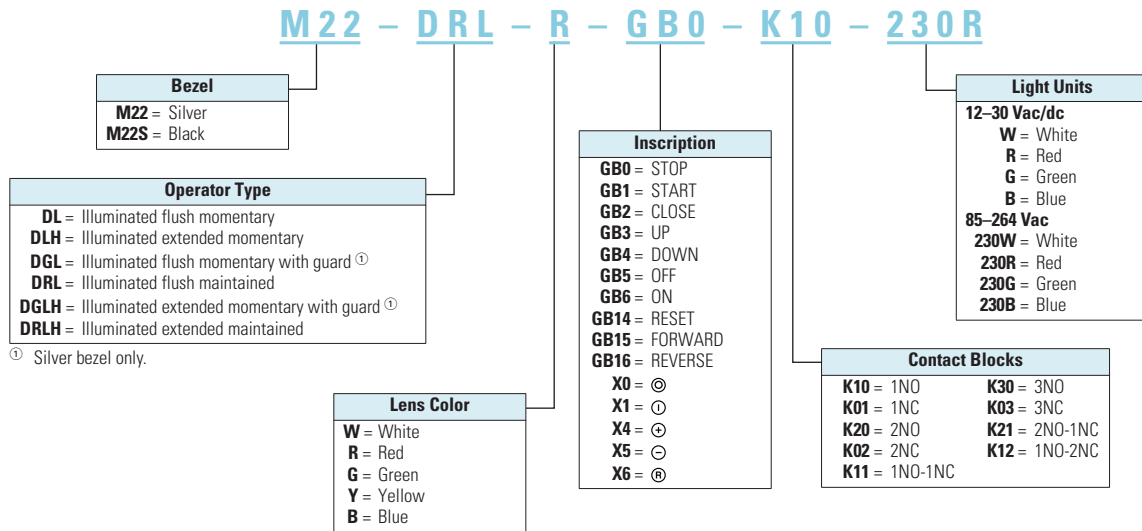 M22 – DRL – R – GB0 – K10 – 230R
Bezel
M22 = Silver
M22S = Black
Operator Type
DL = Illuminated flush momentary
DLH = Illuminated extended momentary
DGL = Illuminated flush momentary with guard ①
DRL = Illuminated flush maintained
DGLH = Illuminated extended momentary with guard ①
DRLH = Illuminated extended maintained
① Silver bezel only.
Lens Color
W = White
R = Red
G = Green
Y = Yellow
B = Blue
Inscription
GB0 = STOP
GB1 = START
GB2 = CLOSE
GB3 = UP
GB4 = DOWN
GB5 = OFF
GB6 = ON
GB14 = RESET
GB15 = FORWARD
GB16 = REVERSE
X0 = ⓞ
X1 = Ⓘ
X4 = ⊕
X5 = ⊖
X6 = Ⓡ
Contact Blocks
K10 = 1NO K30 = 3NO
K01 = 1NC K03 = 3NC
K20 = 2NO K21 = 2NO-1NC
K02 = 2NC K12 = 1NO-2NC
K11 = 1NO-1NC
Light Units
12–30 Vac/dc
W = White
R = Red
G = Green
B = Blue
85–264 Vac
230W = White
230R = Red
230G = Green
230B = Blue